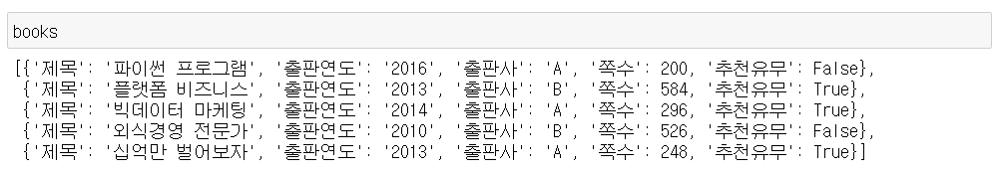 books
[{'제목': '파이썬 프로그램', '출판연도': '2016', '출판사': 'A', '쪽수': 200, '추천유무': False},
{'제목': '플랫폼 비즈니스', '출판연도': '2013', '출판사': 'B', '쪽수': 584, '추천유무': True},
{'제목': '빅데이터 마케팅', '출판연도': '2014', '출판사': 'A', '쪽수': 296, '추천유무': True},
{'제목': '외식경영 전문가', '출판연도': '2010', '출판사': 'B', '쪽수': 526, '추천유무': False},
{'제목': '십억만 벌어보자', '출판연도': '2013', '출판사': 'A', '쪽수': 248, '추천유무': True}]